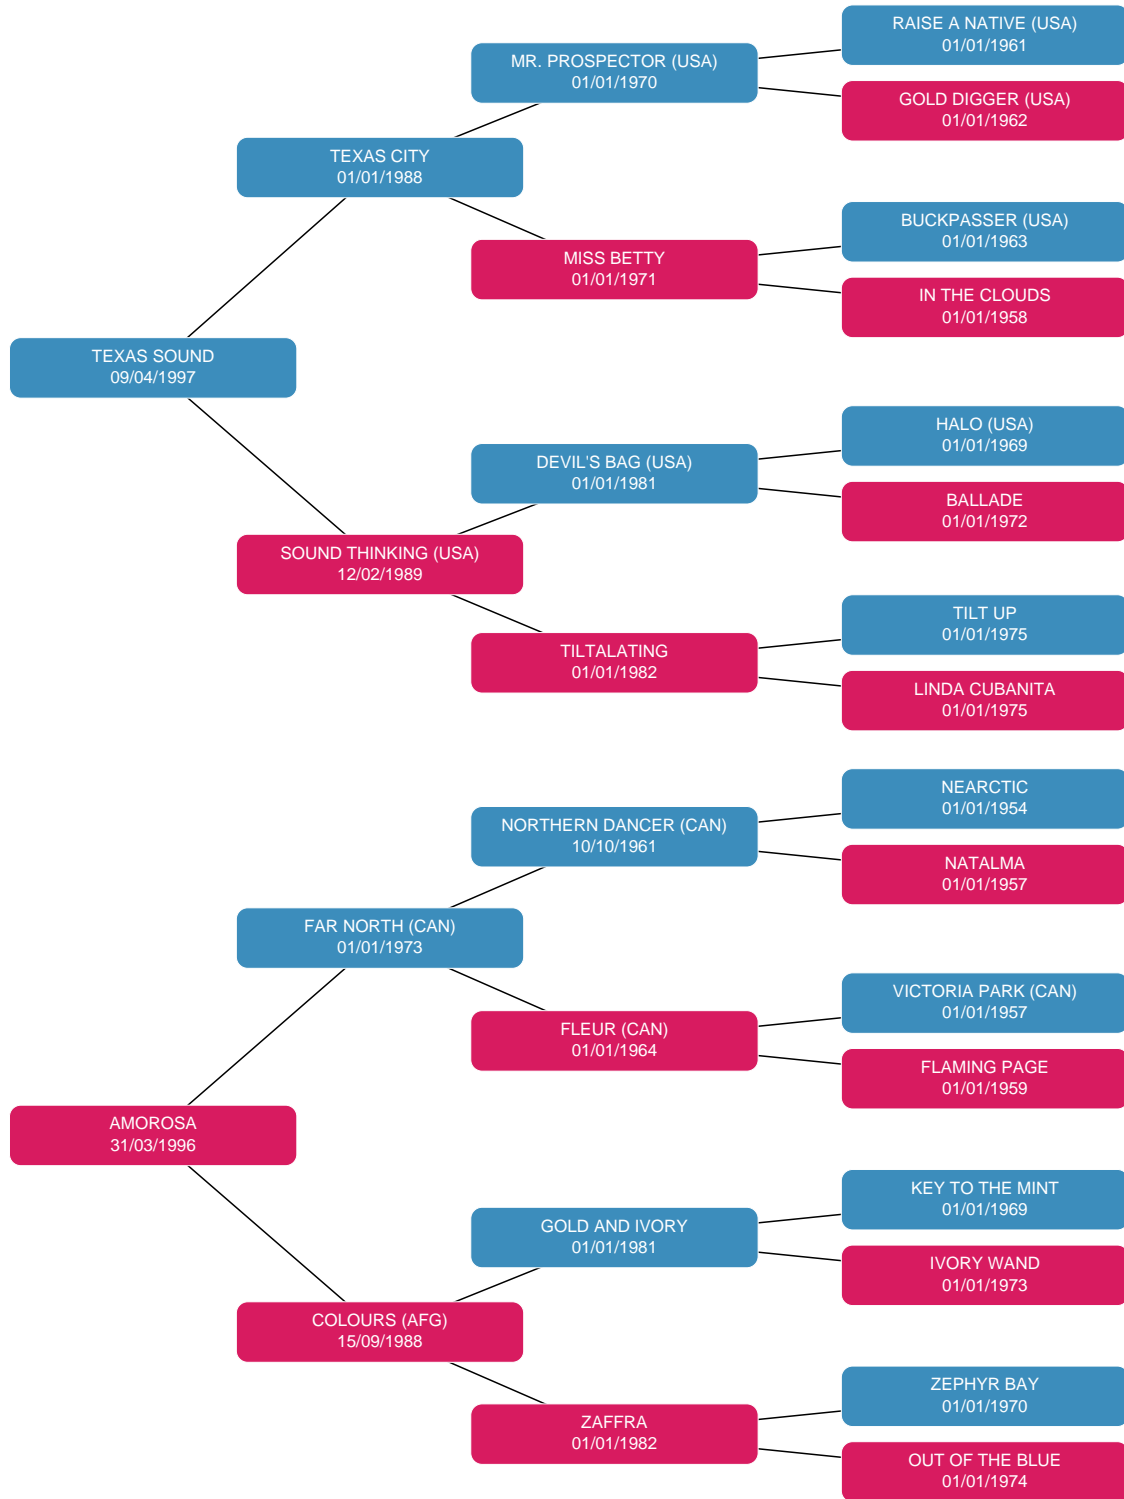 RAISE A NATIVE (USA)
01/01/1961
MR. PROSPECTOR (USA)
01/01/1970
GOLD DIGGER (USA)
01/01/1962
TEXAS CITY
01/01/1988
BUCKPASSER (USA)
01/01/1963
MISS BETTY
01/01/1971
IN THE CLOUDS
01/01/1958
TEXAS SOUND
09/04/1997
HALO (USA)
01/01/1969
DEVIL'S BAG (USA)
01/01/1981
BALLADE
01/01/1972
SOUND THINKING (USA)
12/02/1989
TILT UP
01/01/1975
TILTALATING
01/01/1982
LINDA CUBANITA
01/01/1975
NEARCTIC
01/01/1954
NORTHERN DANCER (CAN)
10/10/1961
NATALMA
01/01/1957
FAR NORTH (CAN)
01/01/1973
VICTORIA PARK (CAN)
01/01/1957
FLEUR (CAN)
01/01/1964
FLAMING PAGE
01/01/1959
AMOROSA
31/03/1996
KEY TO THE MINT
01/01/1969
GOLD AND IVORY
01/01/1981
IVORY WAND
01/01/1973
COLOURS (AFG)
15/09/1988
ZEPHYR BAY
01/01/1970
ZAFFRA
01/01/1982
OUT OF THE BLUE
01/01/1974